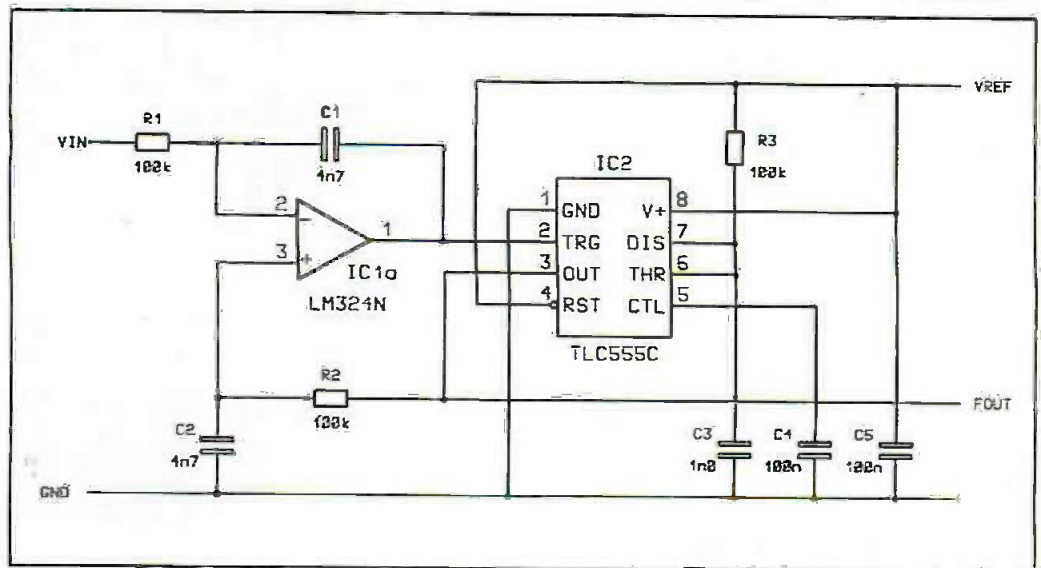 VREF
R1
C1
VIN
100k
4n7
R3
100k
IC2
2
1
3
IC1a
LM324N
1
GND
V+
8
2
TRG
DIS
7
3
OUT
THR
6
4
RST
CTL
5
TLC555C
R2
100k
FOUT
C2
4n7
C3
1n0
C4
100n
C5
100n
GND